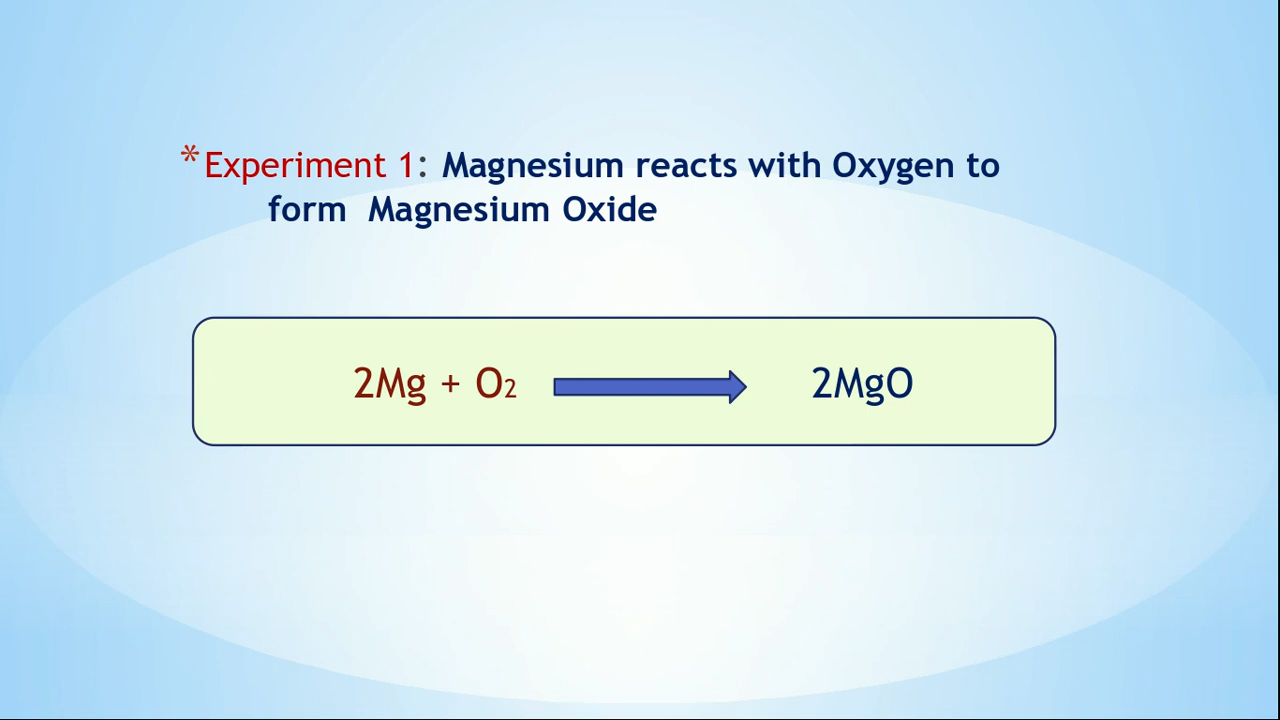 *Experiment 1: Magnesium reacts with Oxygen to
form Magnesium Oxide
2Mg + O2 → 2MgO